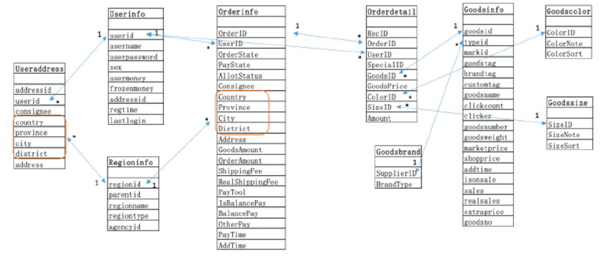 Useraddress
addressid
userid
consignee
country
province
city
district
address
Userinfo
userid
username
userpassword
sex
usermoney
frozenmoney
addressid
regtime
lastlogin
Regioninfo
regionid
parentid
regionname
regiontype
agencyid
Orderinfo
OrderID
UserID
OrderState
PayState
AllotStatus
Consignee
Country
Province
City
District
Address
GoodsAmount
OrderAmount
ShippingFee
RealShippingFee
PayTool
IsBalancePay
BalancePay
OtherPay
PayTime
AddTime
Orderdetail
RecID
OrderID
UserID
SpecialID
GoodsID
GoodsPrice
ColorID
SizeID
Amount
Goodsbrand
SupplierID
BrandType
Goodsinfo
goodsid
typeid
markid
goodstag
brandtag
customtag
goodsname
clickcount
clicker
goodsnumber
goodsweight
marketprice
shopprice
addtime
isonsale
sales
realsales
extraprice
goodsno
Goodscolor
ColorID
ColorNote
ColorSort
Goodssize
SizeID
SizeNote
SizeSort
1
*
1
*
*
1
1
*
1
*
*
1
*
*
*
1
1
1
1